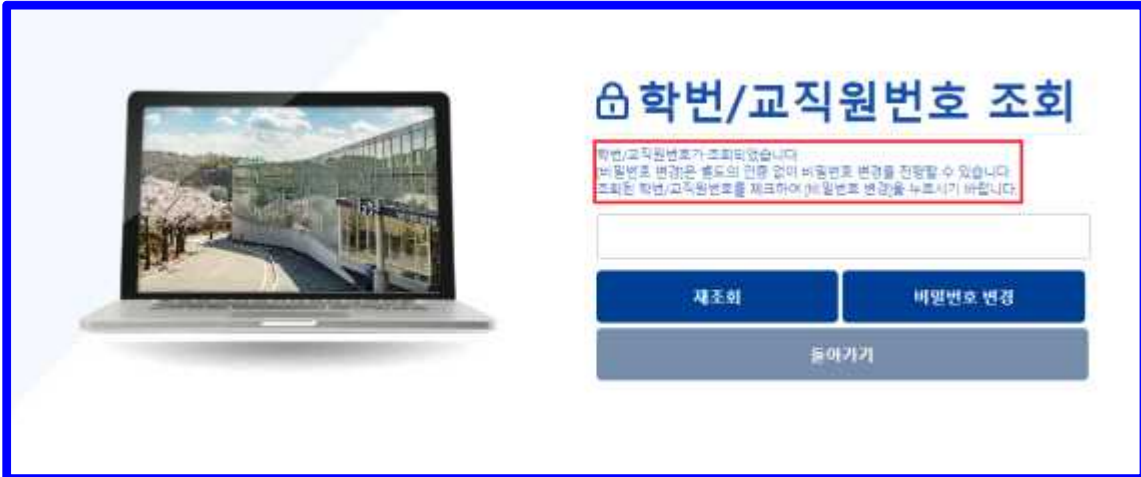 학번/교직원번호 조회
학번/교직원번호가 조회되었습니다.
[비밀번호 변경]은 별도의 인증 없이 비밀번호 변경을 진행할 수 있습니다.
조회된 학번/교직원번호를 체크하여 [비밀번호 변경]을 누르시기 바랍니다.
재조회
비밀번호 변경
돌아가기